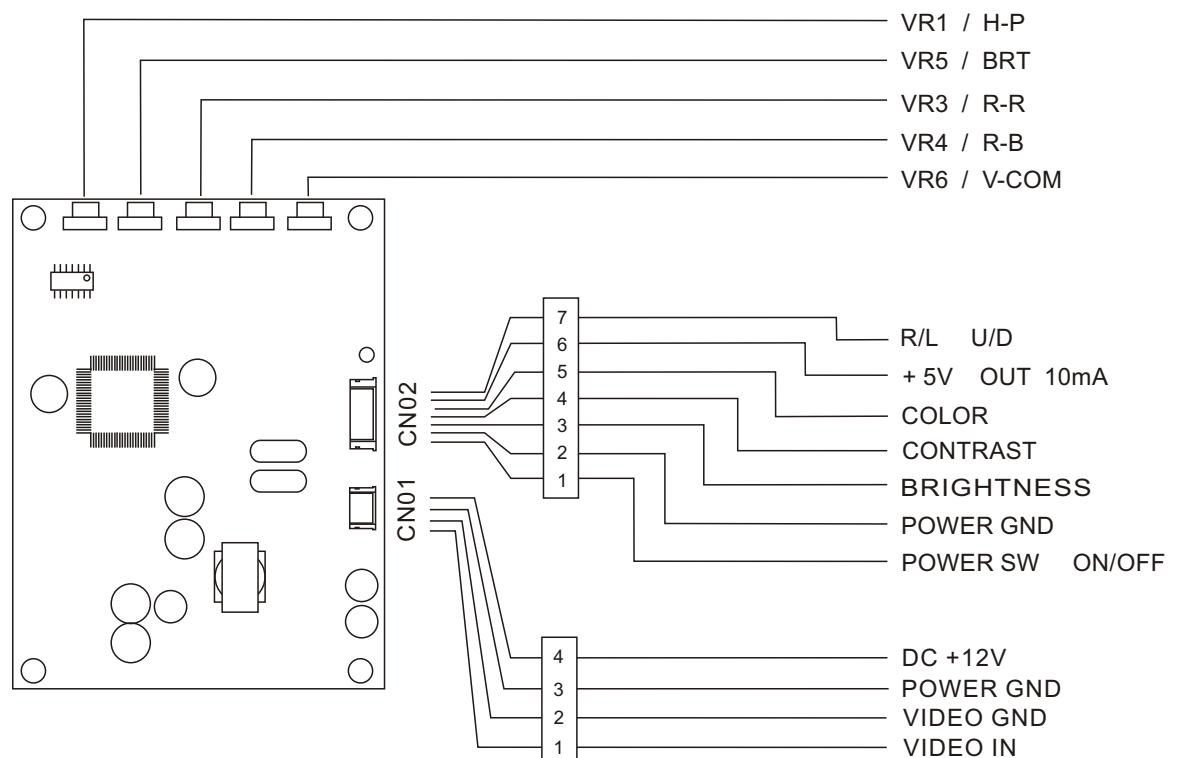 VR1 / H-P
VR5 / BRT
VR3 / R-R
VR4 / R-B
VR6 / V-COM
CN02
7
6
5
4
3
2
1
R/L U/D
+ 5V OUT 10mA
COLOR
CONTRAST
BRIGHTNESS
POWER GND
POWER SW ON/OFF
CN01
4
3
2
1
DC +12V
POWER GND
VIDEO GND
VIDEO IN